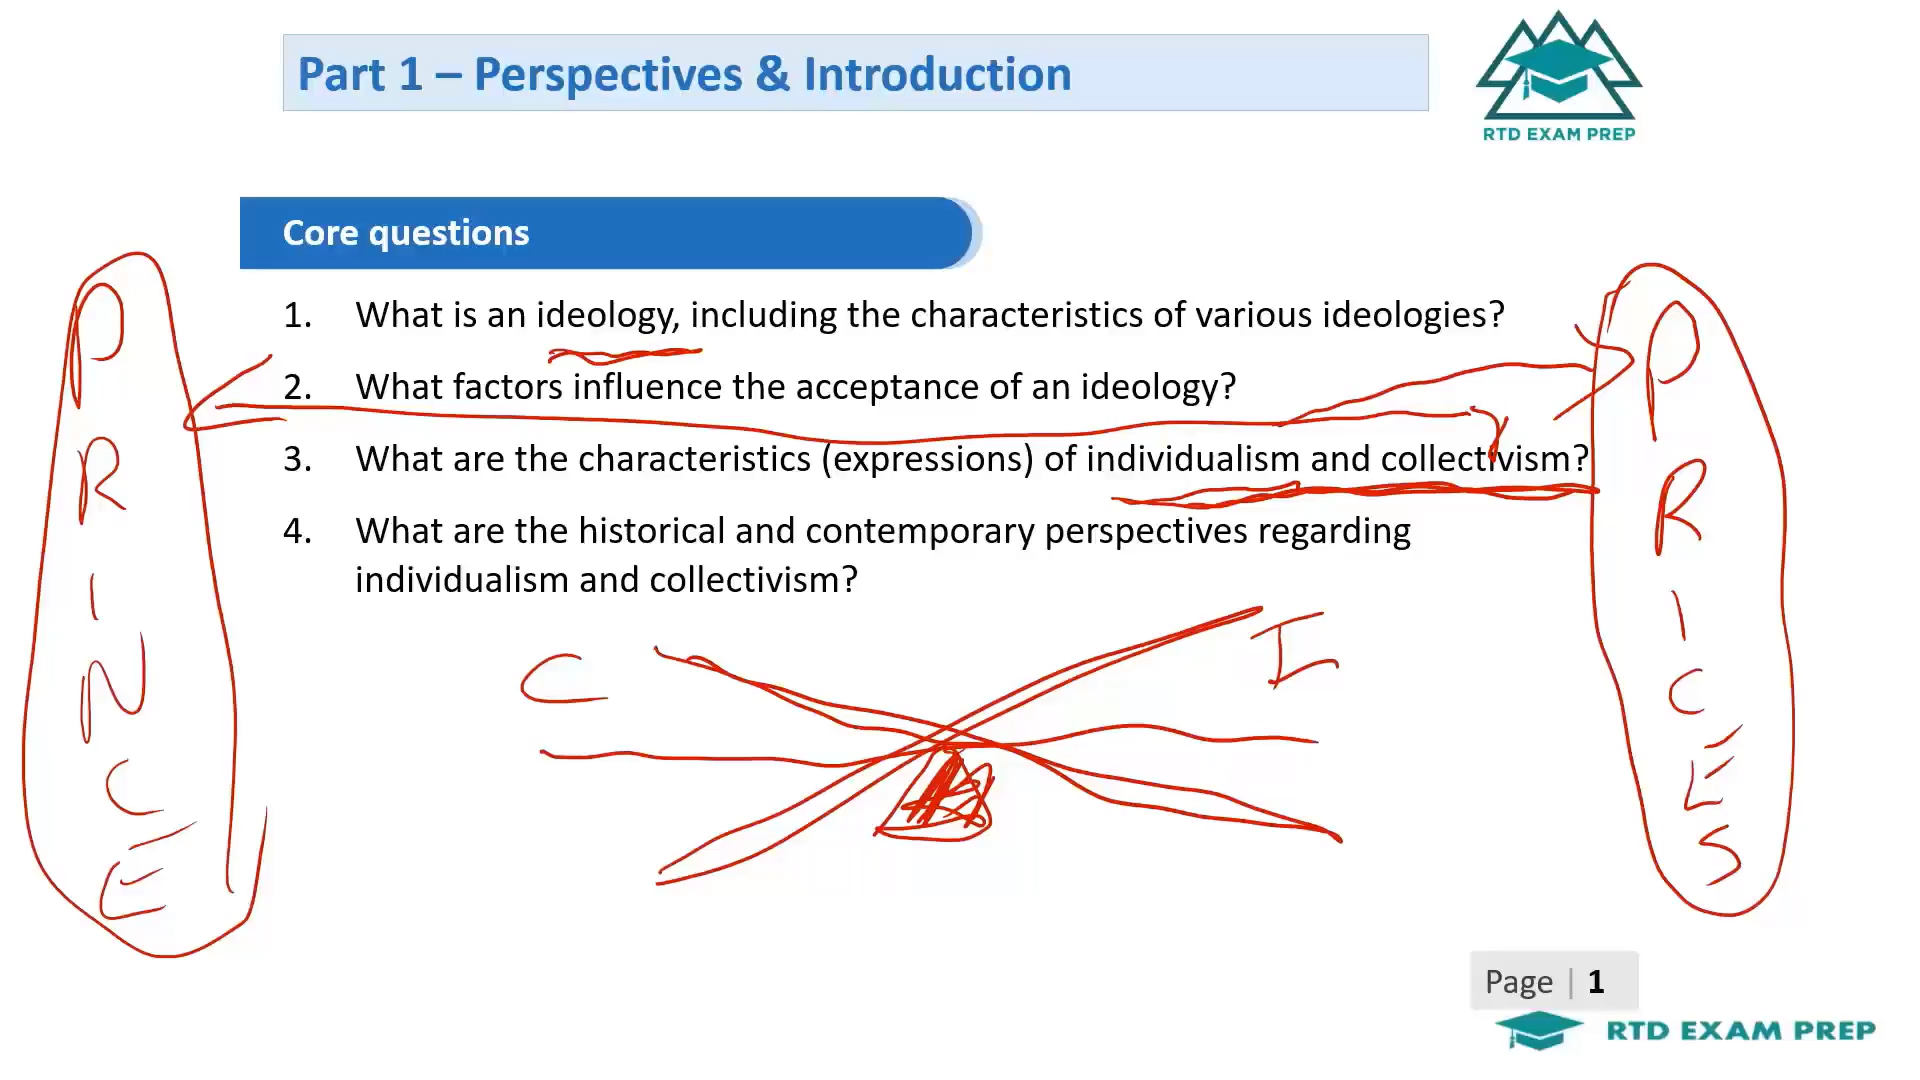 Part 1 – Perspectives & Introduction
RTD EXAM PREP
Core questions
1. What is an ideology, including the characteristics of various ideologies?
2. What factors influence the acceptance of an ideology?
3. What are the characteristics (expressions) of individualism and collectivism?
4. What are the historical and contemporary perspectives regarding
individualism and collectivism?
P
R
I
N
C
E
C
I
P
R
I
C
E
S
Page | 1
RTD EXAM PREP